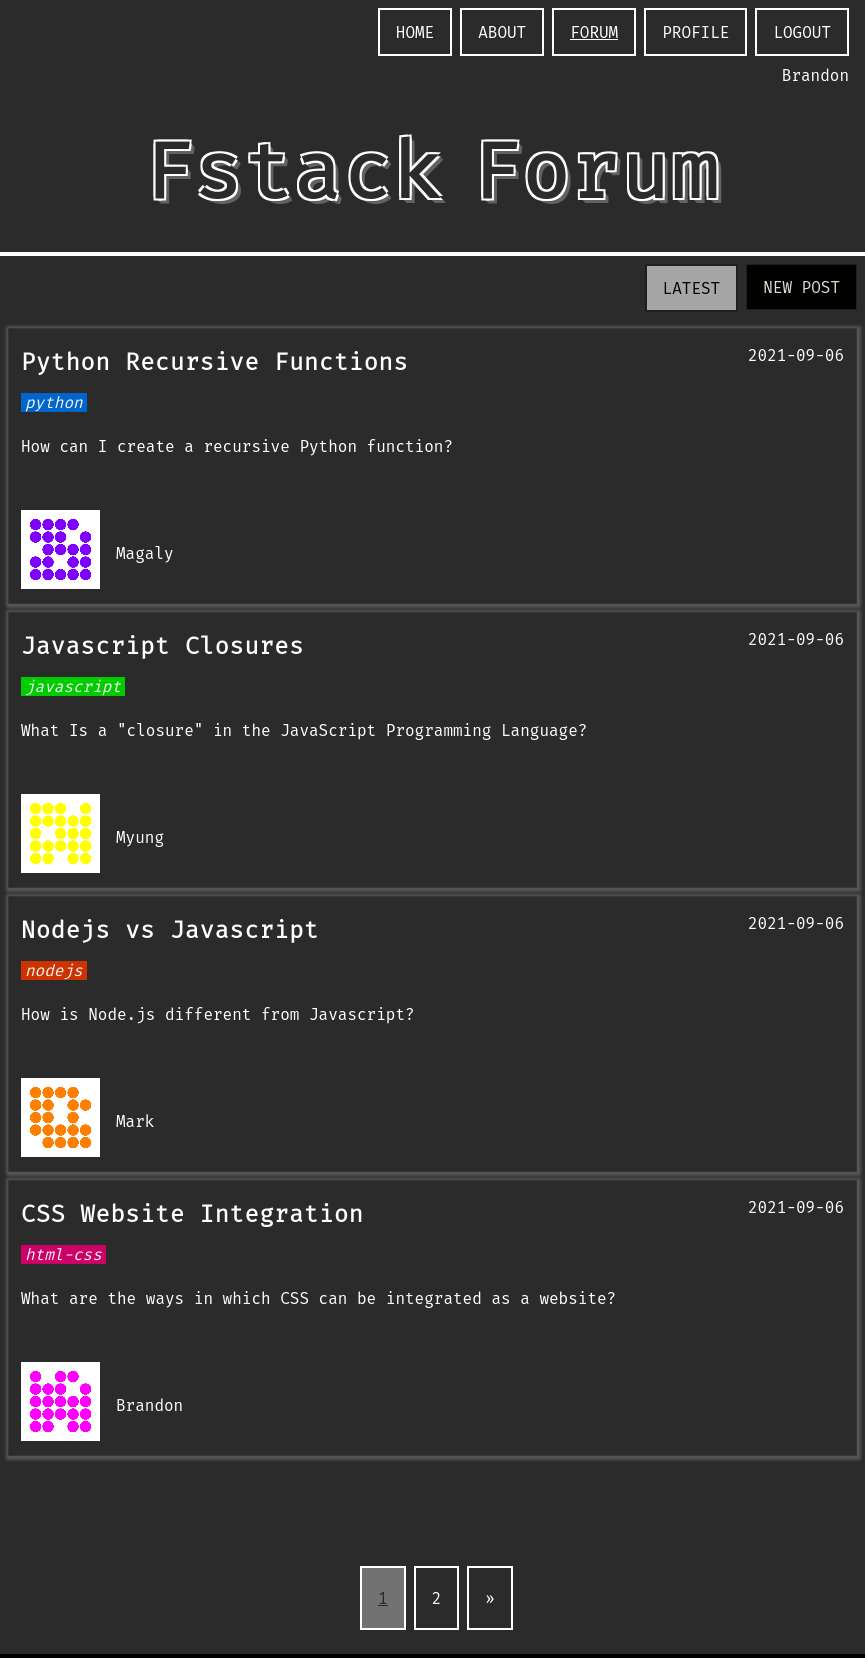 HOME ABOUT FORUM PROFILE LOGOUT
Brandon
Fstack Forum
LATEST NEW POST
Python Recursive Functions 2021-09-06
python
How can I create a recursive Python function?
Magaly
Javascript Closures 2021-09-06
javascript
What Is a "closure" in the JavaScript Programming Language?
Myung
Nodejs vs Javascript 2021-09-06
nodejs
How is Node.js different from Javascript?
Mark
CSS Website Integration 2021-09-06
html-css
What are the ways in which CSS can be integrated as a website?
Brandon
1 2 »